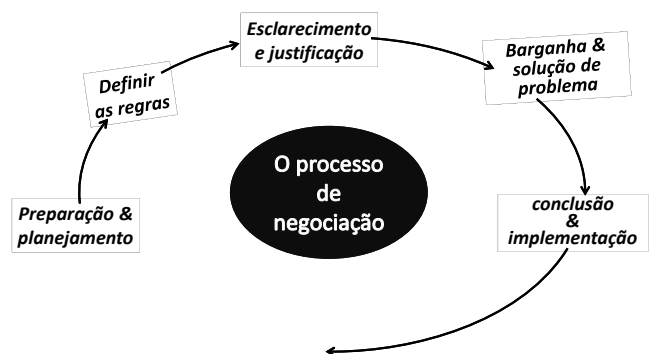 Preparação &
planejamento
Definir
as regras
Esclarecimento
e justificação
Barganha &
solução de
problema
conclusão
&
implementação
O processo
de
negociação